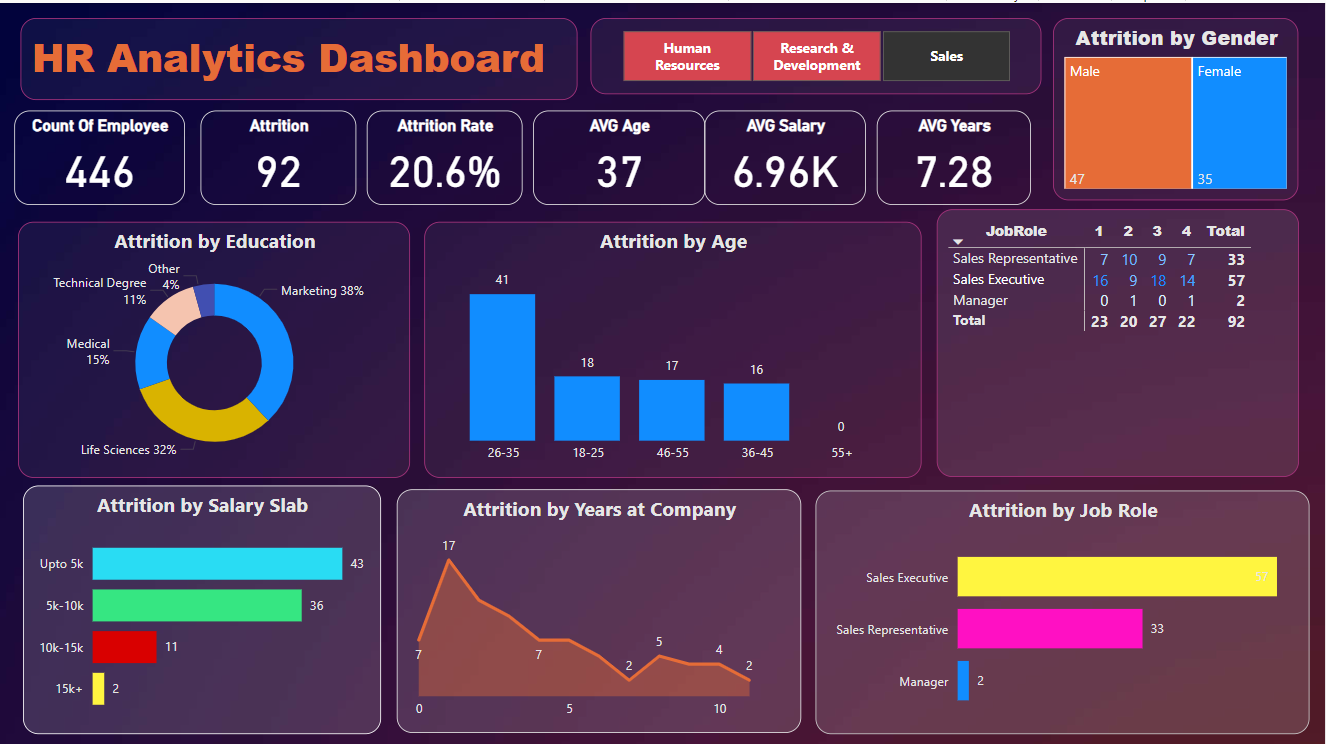 HR Analytics Dashboard
Human
Resources
Research &
Development
Sales
Attrition by Gender
Male
Female
47
35
Count Of Employee
446
Attrition
92
Attrition Rate
20.6%
AVG Age
37
AVG Salary
6.96K
AVG Years
7.28
Attrition by Education
Other
4%
Technical Degree
11%
Marketing 38%
Medical
15%
Life Sciences 32%
Attrition by Age
41
18
17
16
0
26-35 18-25 46-55 36-45 55+
JobRole 1 2 3 4 Total
Sales Representative 7 10 9 7 33
Sales Executive 16 9 18 14 57
Manager 0 1 0 1 2
Total 23 20 27 22 92
Attrition by Salary Slab
Upto 5k 43
5k-10k 36
10k-15k 11
15k+ 2
Attrition by Years at Company
17
7
7
2
5
4
2
0 5 10
Attrition by Job Role
Sales Executive 57
Sales Representative 33
Manager 2